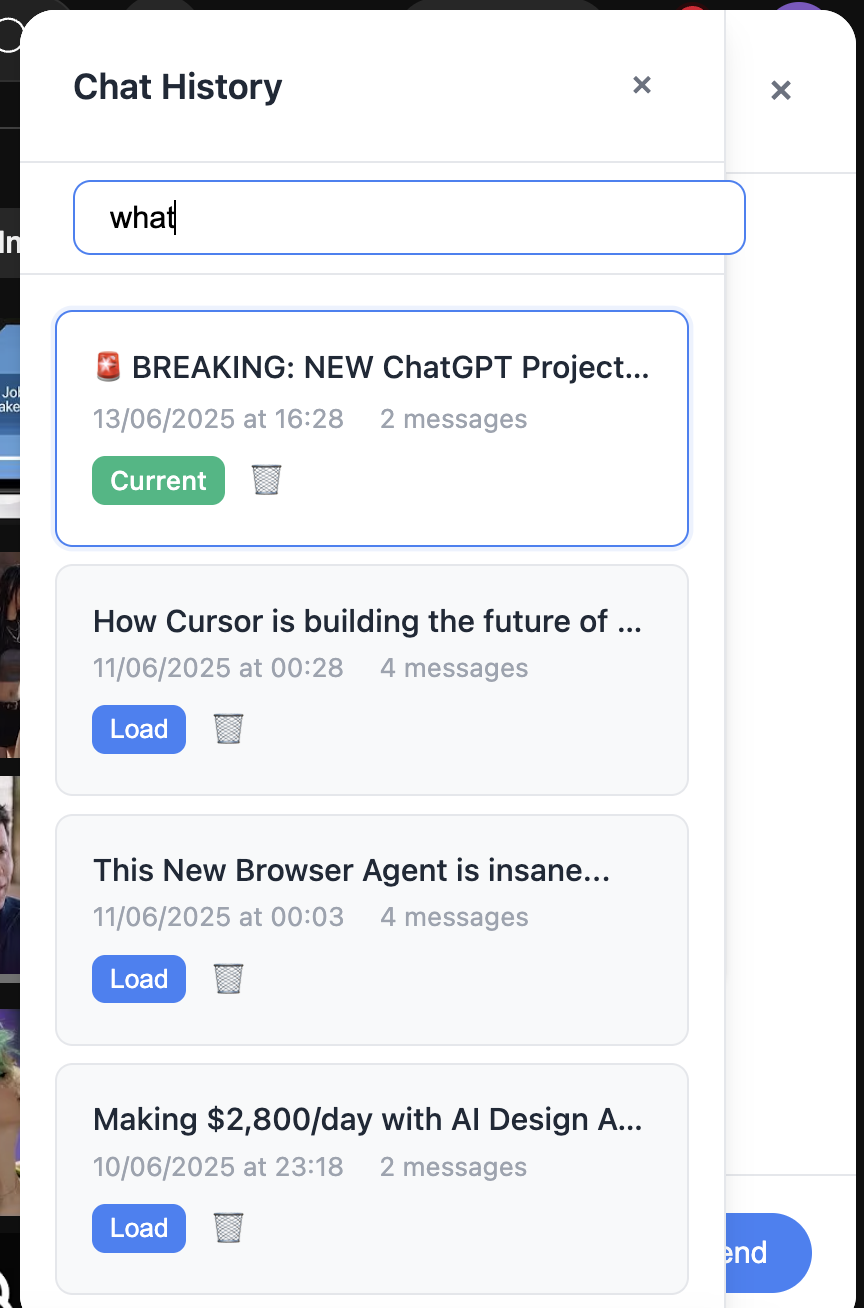 Chat History
×
×
what
🚨 BREAKING: NEW ChatGPT Project...
13/06/2025 at 16:28 2 messages
Current
How Cursor is building the future of ...
11/06/2025 at 00:28 4 messages
Load
This New Browser Agent is insane...
11/06/2025 at 00:03 4 messages
Load
Making $2,800/day with AI Design A...
10/06/2025 at 23:18 2 messages
Load
end